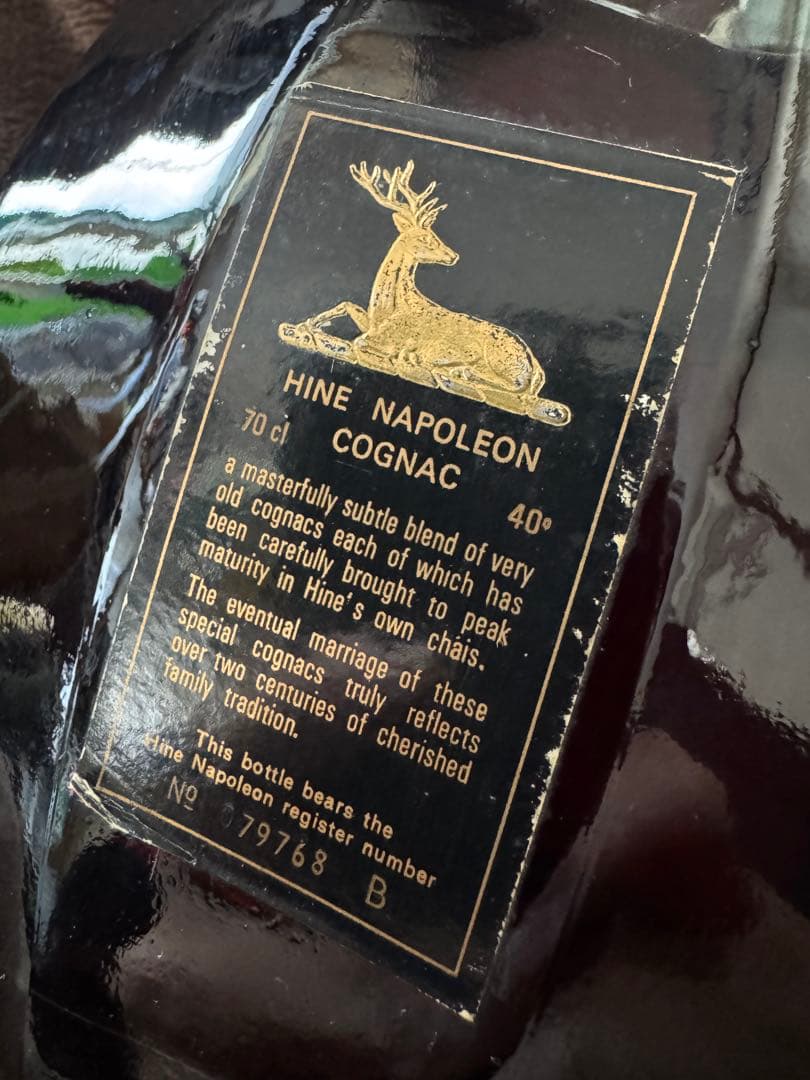 HINE NAPOLEON
COGNAC
70 cl 40º
a masterfully subtle blend of very
old cognacs each of which has
been carefully brought to peak
maturity in Hine's own chais.
The eventual marriage of these
special cognacs truly reflects
over two centuries of cherished
family tradition.
This bottle bears the
Hine Napoleon register number
Nº 079768 B